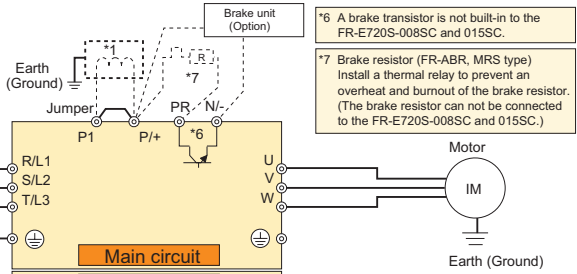 Brake unit
(Option)
*6 A brake transistor is not built-in to the
FR-E720S-008SC and 015SC.
*7 Brake resistor (FR-ABR, MRS type)
Install a thermal relay to prevent an
overheat and burnout of the brake resistor.
(The brake resistor can not be connected
to the FR-E720S-008SC and 015SC.)
*1
R
*7
Earth
(Ground)
Jumper
PR
N/-
P1
P/+
*6
R/L1
S/L2
T/L3
U
V
W
Motor
IM
Main circuit
Earth (Ground)